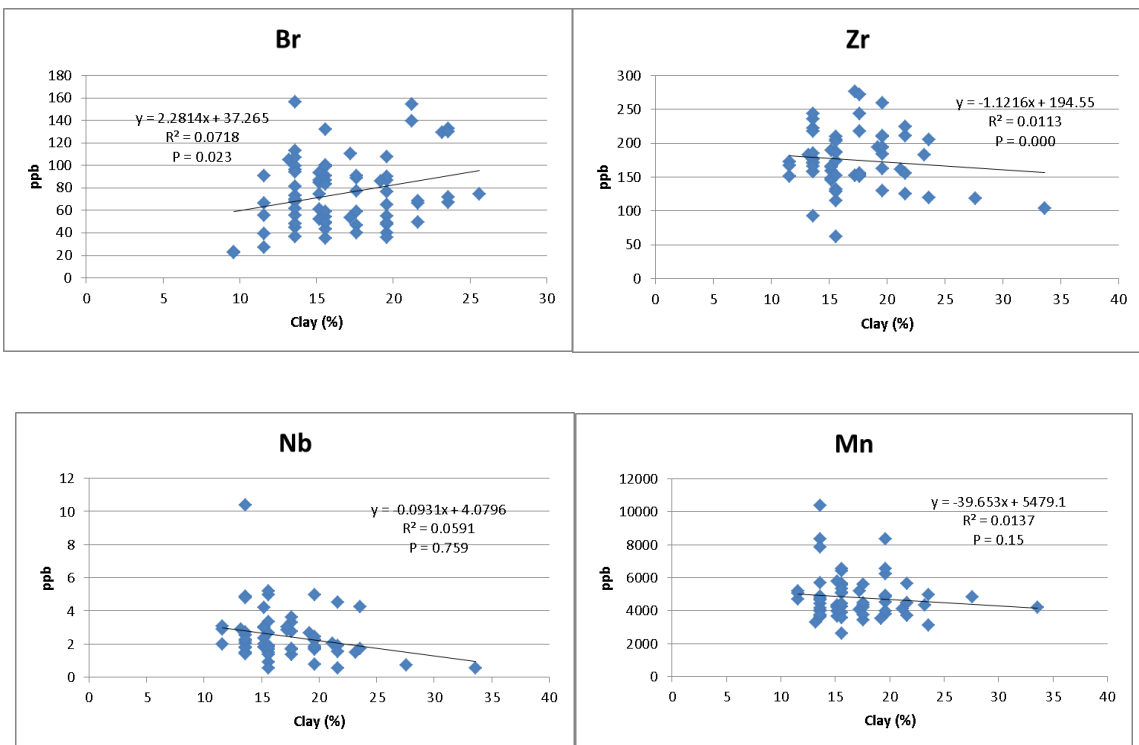 Br
180
160
140
120
100
80
60
40
20
0
ppb
y = 2.2814x + 37.265
R² = 0.0718
P = 0.023
0 5 10 15 20 25 30
Clay (%)
Zr
300
250
200
150
100
50
0
ppb
y = -1.1216x + 194.55
R² = 0.0113
P = 0.000
0 5 10 15 20 25 30 35 40
Clay (%)
Nb
12
10
8
6
4
2
0
ppb
y = -0.0931x + 4.0796
R² = 0.0591
P = 0.759
0 5 10 15 20 25 30 35 40
Clay (%)
Mn
12000
10000
8000
6000
4000
2000
0
ppb
y = -39.653x + 5479.1
R² = 0.0137
P = 0.15
0 5 10 15 20 25 30 35 40
Clay (%)